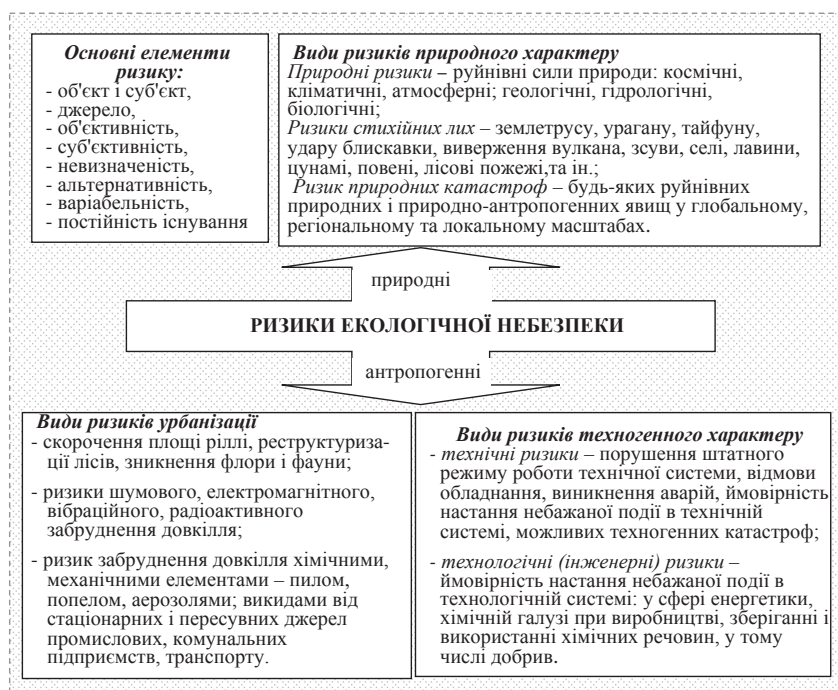 Основні елементи
ризику:
- об'єкт і суб'єкт,
- джерело,
- об'єктивність,
- суб'єктивність,
- невизначеність,
- альтернативність,
- варіабельність,
- постійність існування
Види ризиків природного характеру
Природні ризики – руйнівні сили природи: космічні,
кліматичні, атмосферні; геологічні, гідрологічні,
біологічні;
Ризики стихійних лих – землетрусу, урагану, тайфуну,
удару блискавки, виверження вулкана, зсуви, селі, лавини,
цунамі, повені, лісові пожежі,та ін.;
Ризик природних катастроф – будь-яких руйнівних
природних і природно-антропогенних явищ у глобальному,
регіональному та локальному масштабах.
природні
РИЗИКИ ЕКОЛОГІЧНОЇ НЕБЕЗПЕКИ
антропогенні
Види ризиків урбанізації
- скорочення площі ріллі, реструктуриза-
ції лісів, зникнення флори і фауни;
- ризики шумового, електромагнітного,
вібраційного, радіоактивного
забруднення довкілля;
- ризик забруднення довкілля хімічними,
механічними елементами – пилом,
попелом, аерозолями; викидами від
стаціонарних і пересувних джерел
промислових, комунальних
підприємств, транспорту.
Види ризиків техногенного характеру
- технічні ризики – порушення штатного
режиму роботи технічної системи, відмови
обладнання, виникнення аварій, ймовірність
настання небажаної події в технічній
системі, можливих техногенних катастроф;
- технологічні (інженерні) ризики –
ймовірність настання небажаної події в
технологічній системі: у сфері енергетики,
хімічній галузі при виробництві, зберіганні і
використанні хімічних речовин, у тому
числі добрив.